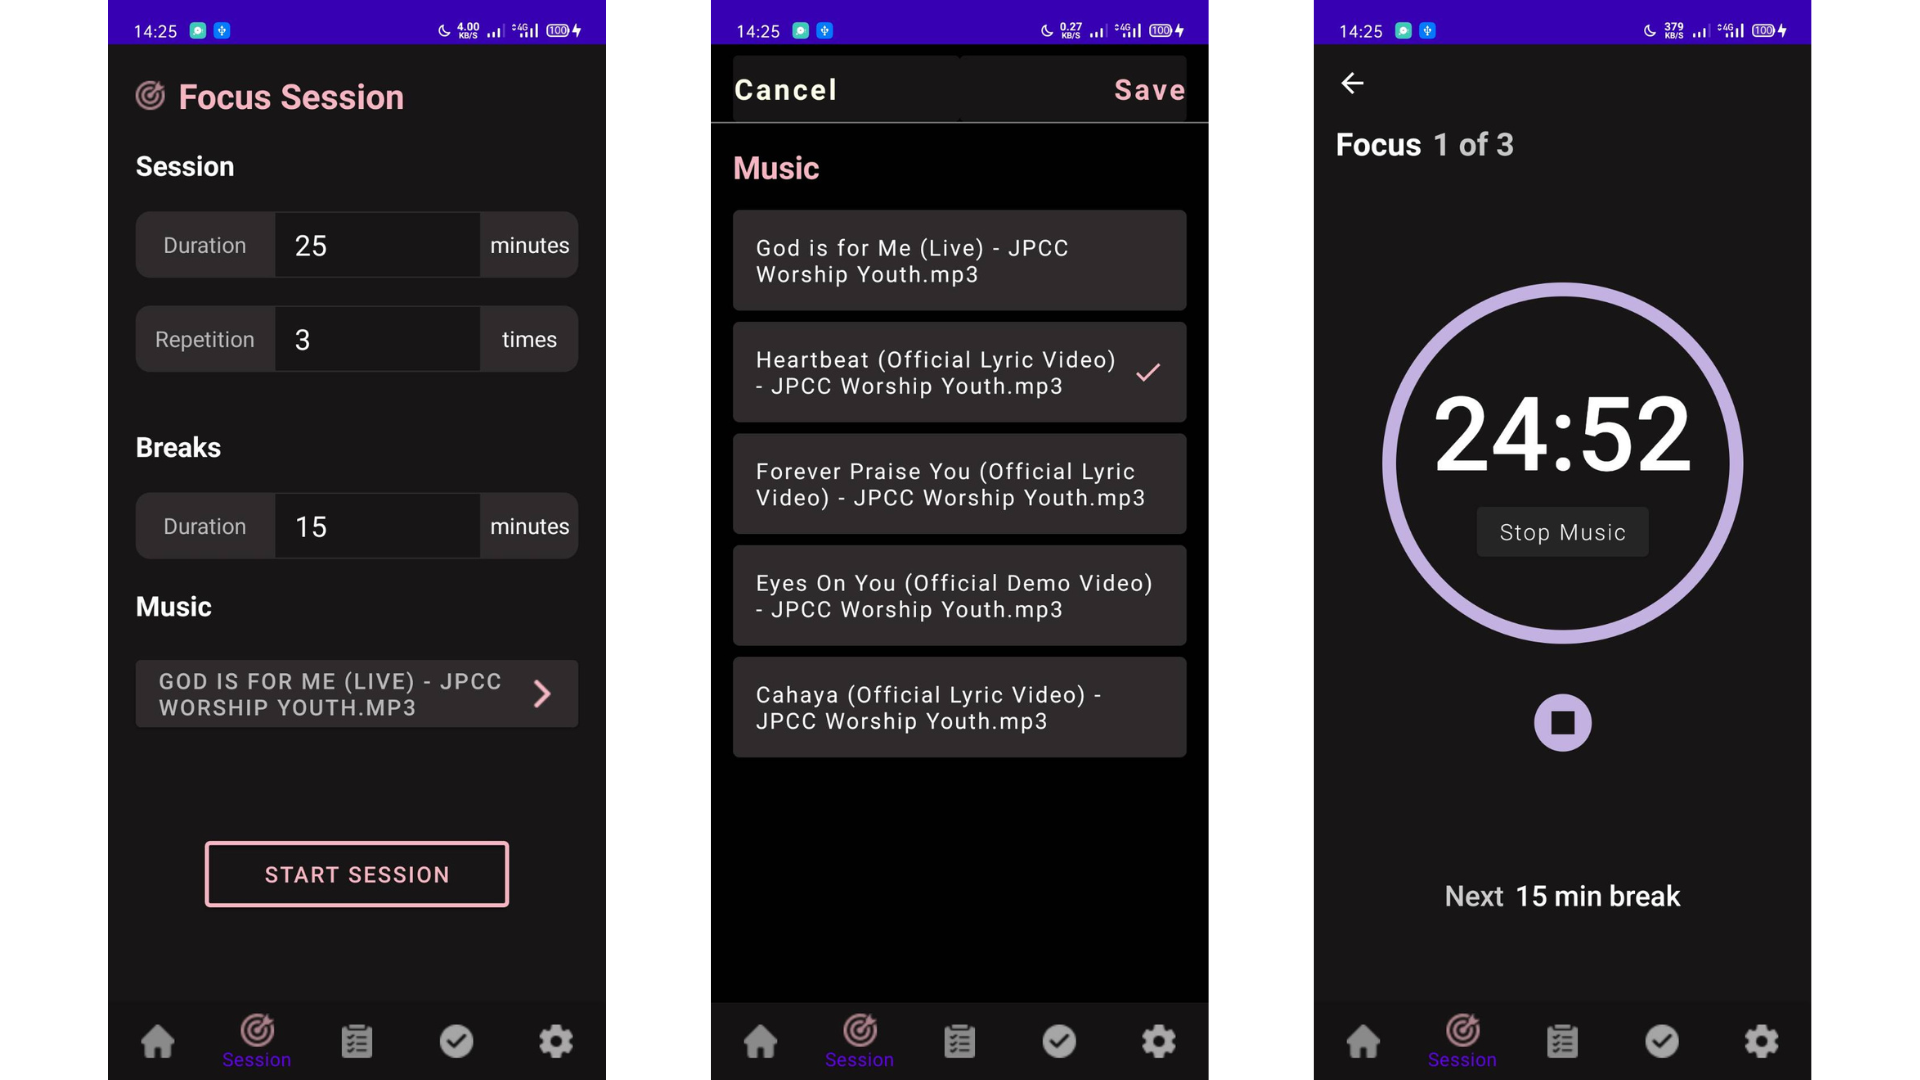 14:25
4.00
KB/S
4G
100
Focus Session
Session
Duration
25
minutes
Repetition
3
times
Breaks
Duration
15
minutes
Music
GOD IS FOR ME (LIVE) - JPCC
WORSHIP YOUTH.MP3
START SESSION
Session
14:25
0.27
KB/S
4G
100
Cancel
Save
Music
God is for Me (Live) - JPCC
Worship Youth.mp3
Heartbeat (Official Lyric Video)
- JPCC Worship Youth.mp3
Forever Praise You (Official Lyric
Video) - JPCC Worship Youth.mp3
Eyes On You (Official Demo Video)
- JPCC Worship Youth.mp3
Cahaya (Official Lyric Video) -
JPCC Worship Youth.mp3
Session
14:25
379
KB/S
4G
100
Focus 1 of 3
24:52
Stop Music
Next 15 min break
Session